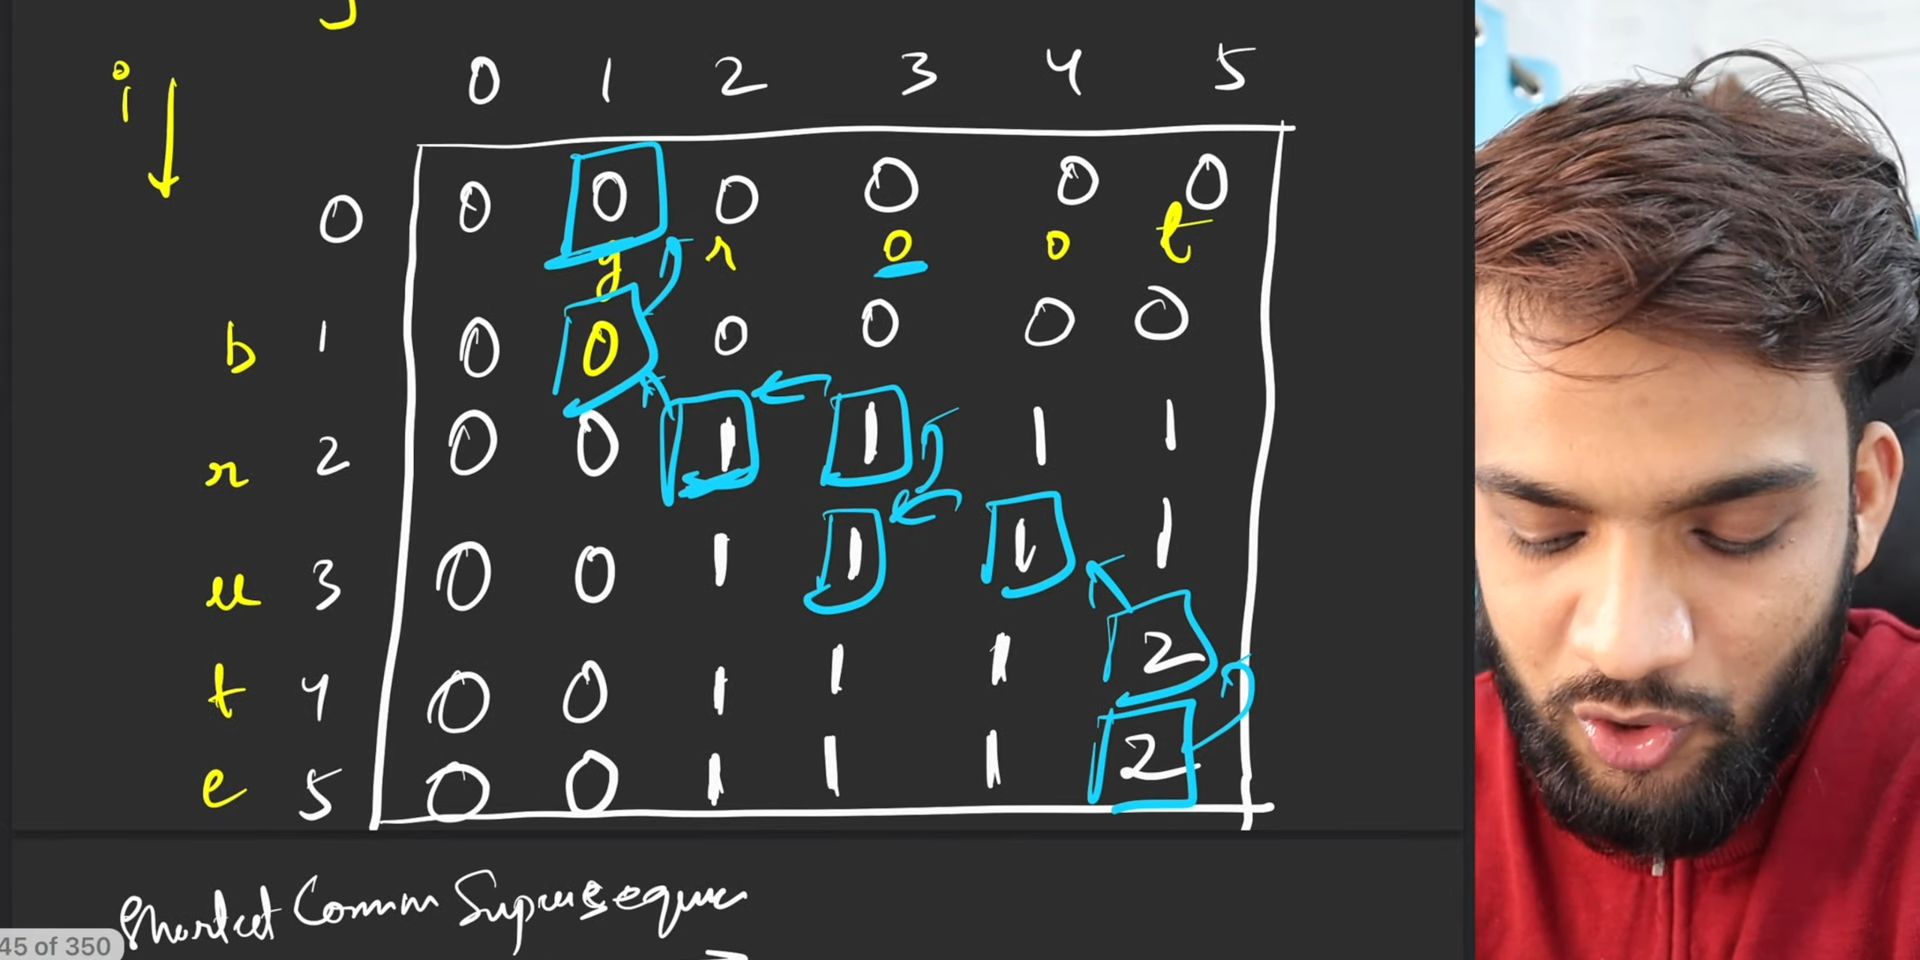 j
i
0 1 2 3 4 5
0 0 0 0 0 0 0
g r o o t
b 1 0 0 0 0 0 0
r 2 0 0 1 1 1 1
u 3 0 0 1 1 1 1
t 4 0 0 1 1 1 2
e 5 0 0 1 1 1 2
Shortest Comm Supersequ
45 of 350